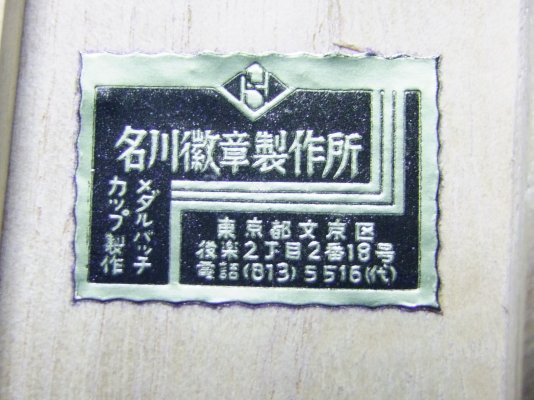 名川徽章製作所
メダルバッチ
カップ製作
東京都文京区
後楽2丁目2番18号
電話(813)5516(代)